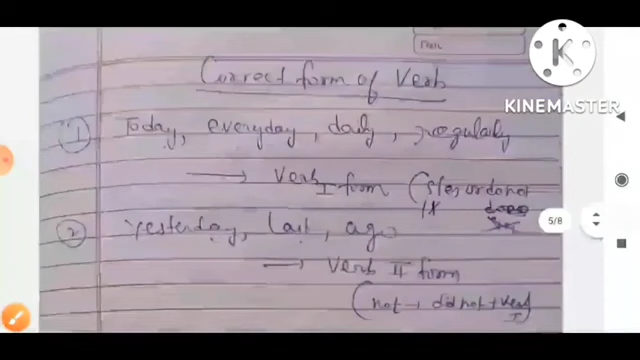 Date
Correct form of Verb
KINEMASTER
① Today, everyday, daily, regularly
→ Verb I form (s/es, or do not
5/8
② Yesterday, last, ago
→ Verb II form
(not → did not + verb I)